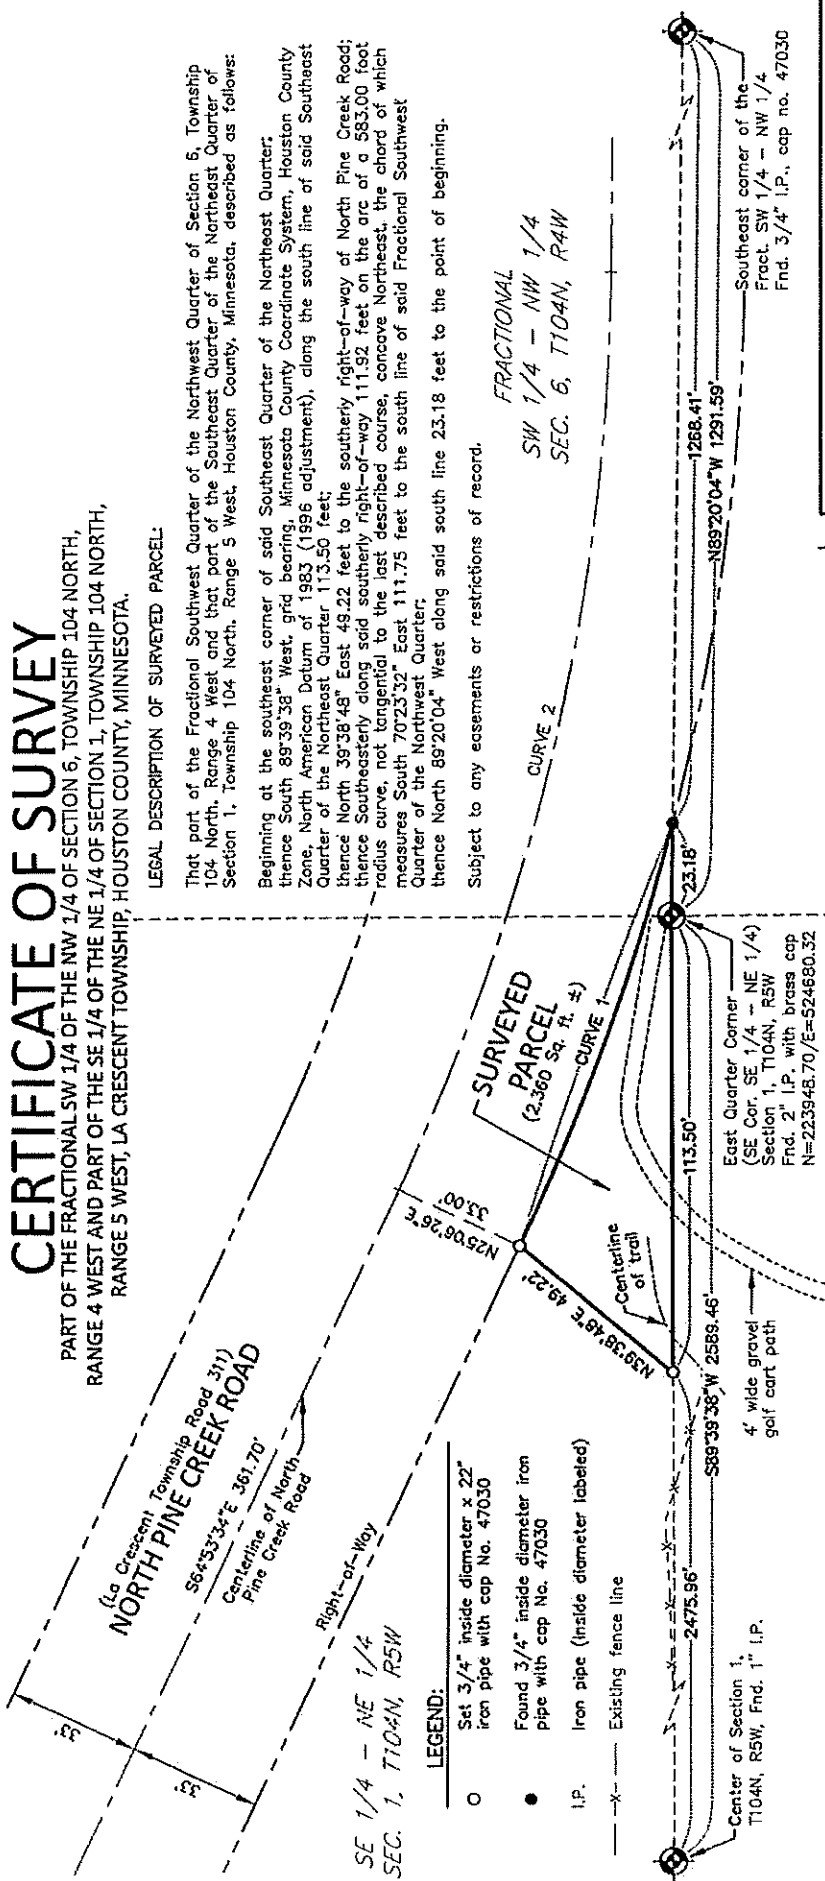 CERTIFICATE OF SURVEY
PART OF THE FRACTIONAL SW 1/4 OF THE NW 1/4 OF SECTION 6, TOWNSHIP 104 NORTH,
RANGE 4 WEST AND PART OF THE SE 1/4 OF THE NE 1/4 OF SECTION 1, TOWNSHIP 104 NORTH,
RANGE 5 WEST, LA CRESCENT TOWNSHIP, HOUSTON COUNTY, MINNESOTA.
LEGAL DESCRIPTION OF SURVEYED PARCEL:
That part of the Fractional Southwest Quarter of the Northwest Quarter of Section 6, Township
104 North, Range 4 West and that part of the Southeast Quarter of the Northeast Quarter of
Section 1, Township 104 North, Range 5 West, Houston County, Minnesota, described as follows:
Beginning at the southeast corner of said Southeast Quarter of the Northeast Quarter;
thence South 89°39'38" West, grid bearing, Minnesota County Coordinate System, Houston County
Zone, North American Datum of 1983 (1996 adjustment), along the south line of said Southeast
Quarter of the Northeast Quarter 113.50 feet;
thence North 39°38'48" East 49.22 feet to the southerly right-of-way of North Pine Creek Road;
thence Southeasterly along said southerly right-of-way 111.92 feet on the arc of a 583.00 foot
radius curve, not tangential to the last described course, concave Northeast, the chord of which
measures South 70°23'32" East 111.75 feet to the south line of said Fractional Southwest
Quarter of the Northwest Quarter;
thence North 89°20'04" West along said south line 23.18 feet to the point of beginning.
Subject to any easements or restrictions of record.
(La Crescent Township Road 311)
NORTH PINE CREEK ROAD
S64°53'34"E 361.70'
Centerline of North
Pine Creek Road
33'
33'
Right-of-Way
SE 1/4 - NE 1/4
SEC. 1, T104N, R5W
N25°06'26"E
33.00'
SURVEYED
PARCEL
(2,360 Sq. ft. ±)
CURVE 1
CURVE 2
FRACTIONAL
SW 1/4 - NW 1/4
SEC. 6, T104N, R4W
N39°38'48"E 49.22'
Centerline
of trail
LEGEND:
Set 3/4" inside diameter x 22"
iron pipe with cap No. 47030
Found 3/4" inside diameter iron
pipe with cap No. 47030
I.P. Iron pipe (inside diameter labeled)
—x— Existing fence line
2475.96'
113.50'
23.18'
1268.41'
S89°39'38"W 2589.46'
N89°20'04"W 1291.59'
Center of Section 1,
T104N, R5W, Fnd. 1" I.P.
4' wide gravel
golf cart path
East Quarter Corner
(SE Cor. SE 1/4 - NE 1/4)
Section 1, T104N, R5W
Fnd. 2" I.P. with brass cap
N=223948.70/E=524680.32
Southeast corner of the
Fract. SW 1/4 - NW 1/4
Fnd. 3/4" I.P., cap no. 47030